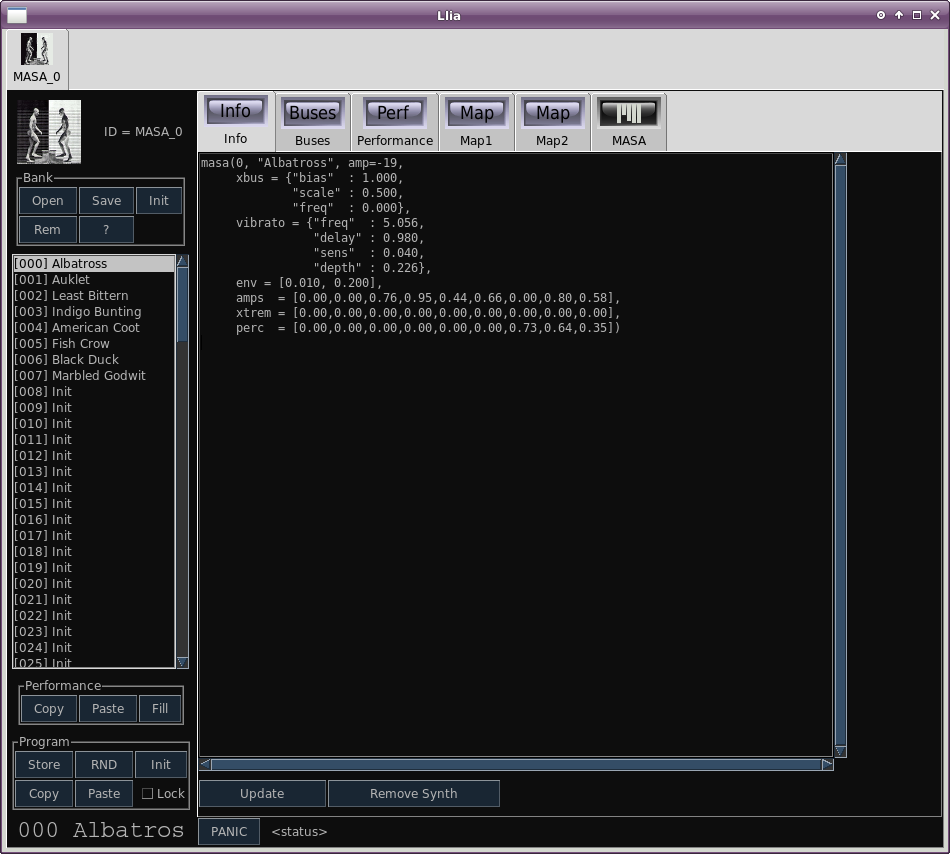 Llia
MASA_0
ID = MASA_0
Bank
Open Save Init
Rem ?
[000] Albatross
[001] Auklet
[002] Least Bittern
[003] Indigo Bunting
[004] American Coot
[005] Fish Crow
[006] Black Duck
[007] Marbled Godwit
[008] Init
[009] Init
[010] Init
[011] Init
[012] Init
[013] Init
[014] Init
[015] Init
[016] Init
[017] Init
[018] Init
[019] Init
[020] Init
[021] Init
[022] Init
[023] Init
[024] Init
[025] Init
Performance
Copy Paste Fill
Program
Store RND Init
Copy Paste Lock
000 Albatros
Info Buses Perf Map Map
Info Buses Performance Map1 Map2 MASA
masa(0, "Albatross", amp=-19,
     xbus = {"bias"  : 1.000,
             "scale" : 0.500,
             "freq"  : 0.000},
     vibrato = {"freq"  : 5.056,
                "delay" : 0.980,
                "sens"  : 0.040,
                "depth" : 0.226},
     env = [0.010, 0.200],
     amps  = [0.00,0.00,0.76,0.95,0.44,0.66,0.00,0.80,0.58],
     xtrem = [0.00,0.00,0.00,0.00,0.00,0.00,0.00,0.00,0.00],
     perc  = [0.00,0.00,0.00,0.00,0.00,0.00,0.73,0.64,0.35])
Update Remove Synth
PANIC <status>